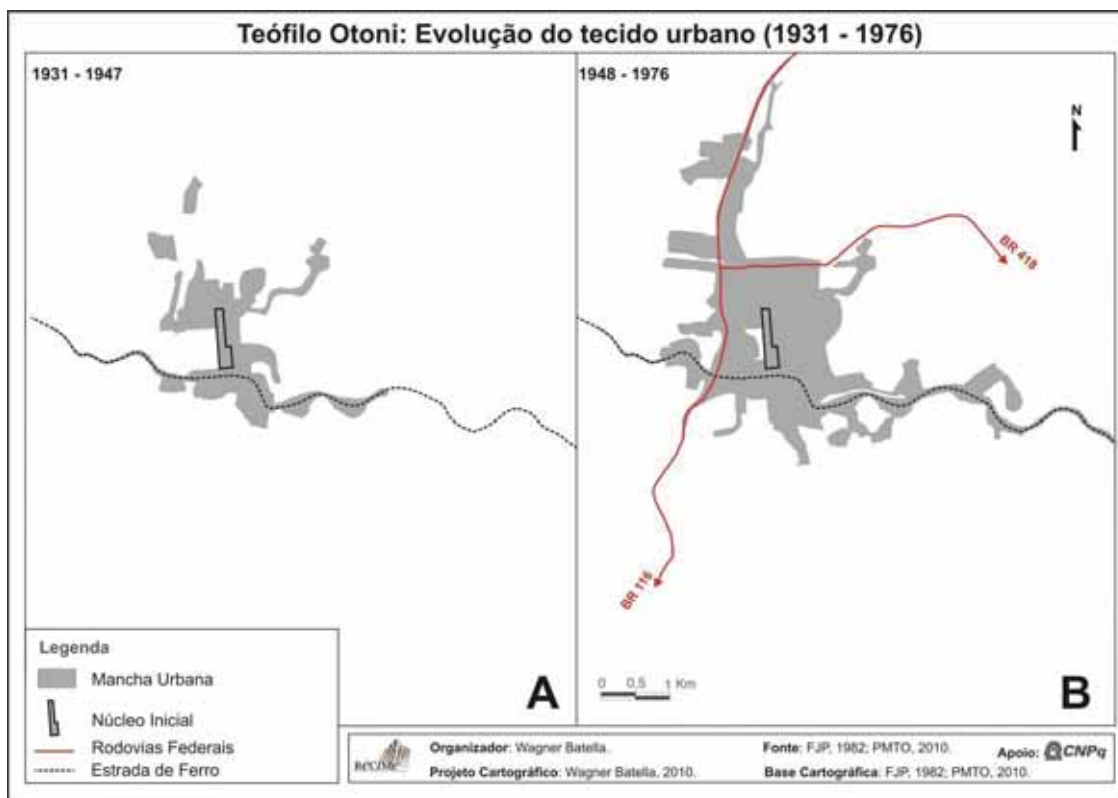 Teófilo Otoni: Evolução do tecido urbano (1931 - 1976)
1931 - 1947
1948 - 1976
N
BR 418
BR 116
0 0,5 1 Km
A
B
Legenda
Mancha Urbana
Núcleo Inicial
Rodovias Federais
Estrada de Ferro
Organizador: Wagner Batella.
Projeto Cartográfico: Wagner Batella, 2010.
Fonte: FJP, 1982; PMTO, 2010.
Base Cartográfica: FJP, 1982; PMTO, 2010.
Apoio: CNPq